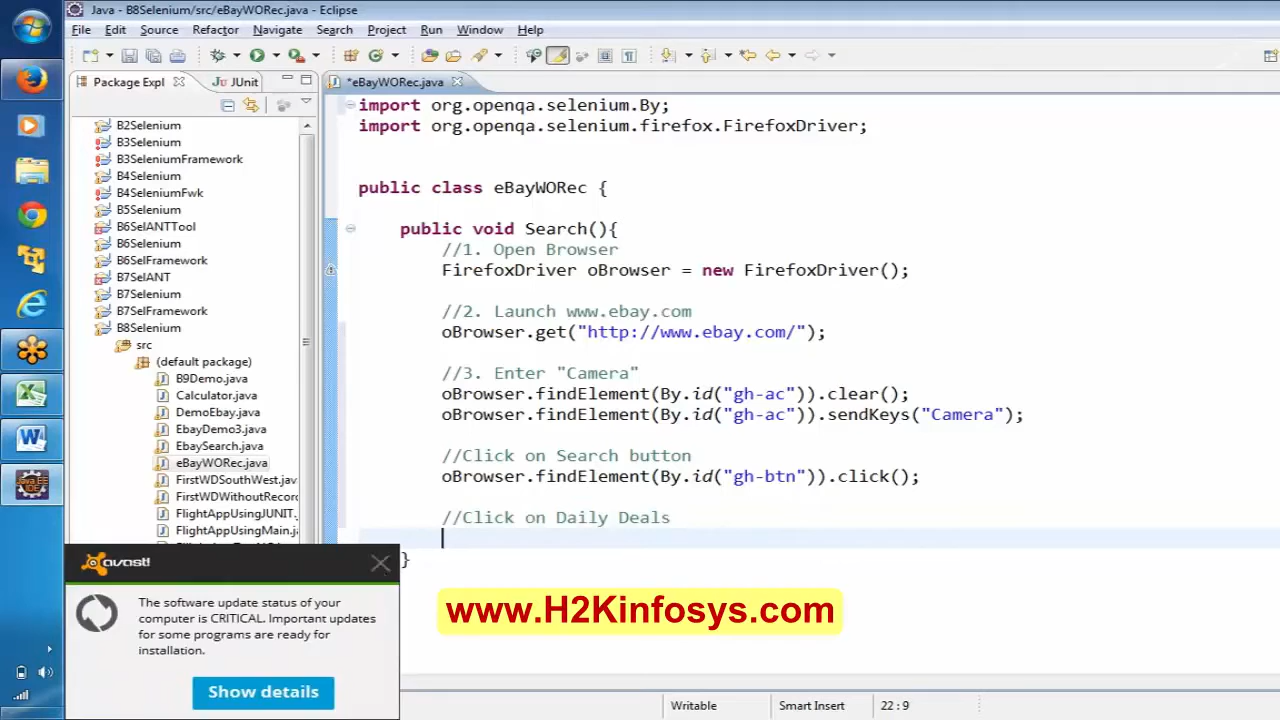 Java - B8Selenium/src/eBayWORec.java - Eclipse
File Edit Source Refactor Navigate Search Project Run Window Help
Package Expl JUnit
*eBayWORec.java
B2Selenium
B3Selenium
B3SeleniumFramework
B4Selenium
B4SeleniumFwk
B5Selenium
B6SelANTTool
B6Selenium
B6SelFramework
B7SelANT
B7Selenium
B7SelFramework
B8Selenium
src
(default package)
B9Demo.java
Calculator.java
DemoEbay.java
EbayDemo3.java
EbaySearch.java
eBayWORec.java
FirstWDSouthWest.jav
FirstWDWithoutRecor
FlightAppUsingJUNIT.
FlightAppUsingMain.ja
import org.openqa.selenium.By;
import org.openqa.selenium.firefox.FirefoxDriver;
public class eBayWORec {
public void Search(){
//1. Open Browser
FirefoxDriver oBrowser = new FirefoxDriver();
//2. Launch www.ebay.com
oBrowser.get("http://www.ebay.com/");
//3. Enter "Camera"
oBrowser.findElement(By.id("gh-ac")).clear();
oBrowser.findElement(By.id("gh-ac")).sendKeys("Camera");
//Click on Search button
oBrowser.findElement(By.id("gh-btn")).click();
//Click on Daily Deals
}
avast!
The software update status of your
computer is CRITICAL. Important updates
for some programs are ready for
installation.
Show details
www.H2Kinfosys.com
Writable Smart Insert 22 : 9